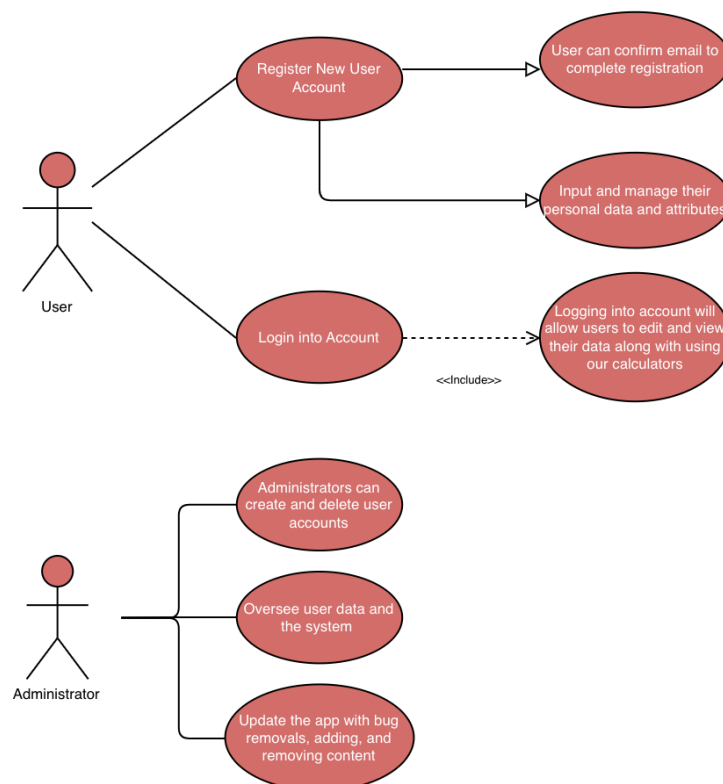 Register New User
Account
User can confirm email to
complete registration
Input and manage their
personal data and attributes
User
Login into Account
<<Include>>
Logging into account will
allow users to edit and view
their data along with using
our calculators
Administrators can
create and delete user
accounts
Oversee user data and
the system
Administrator
Update the app with bug
removals, adding, and
removing content